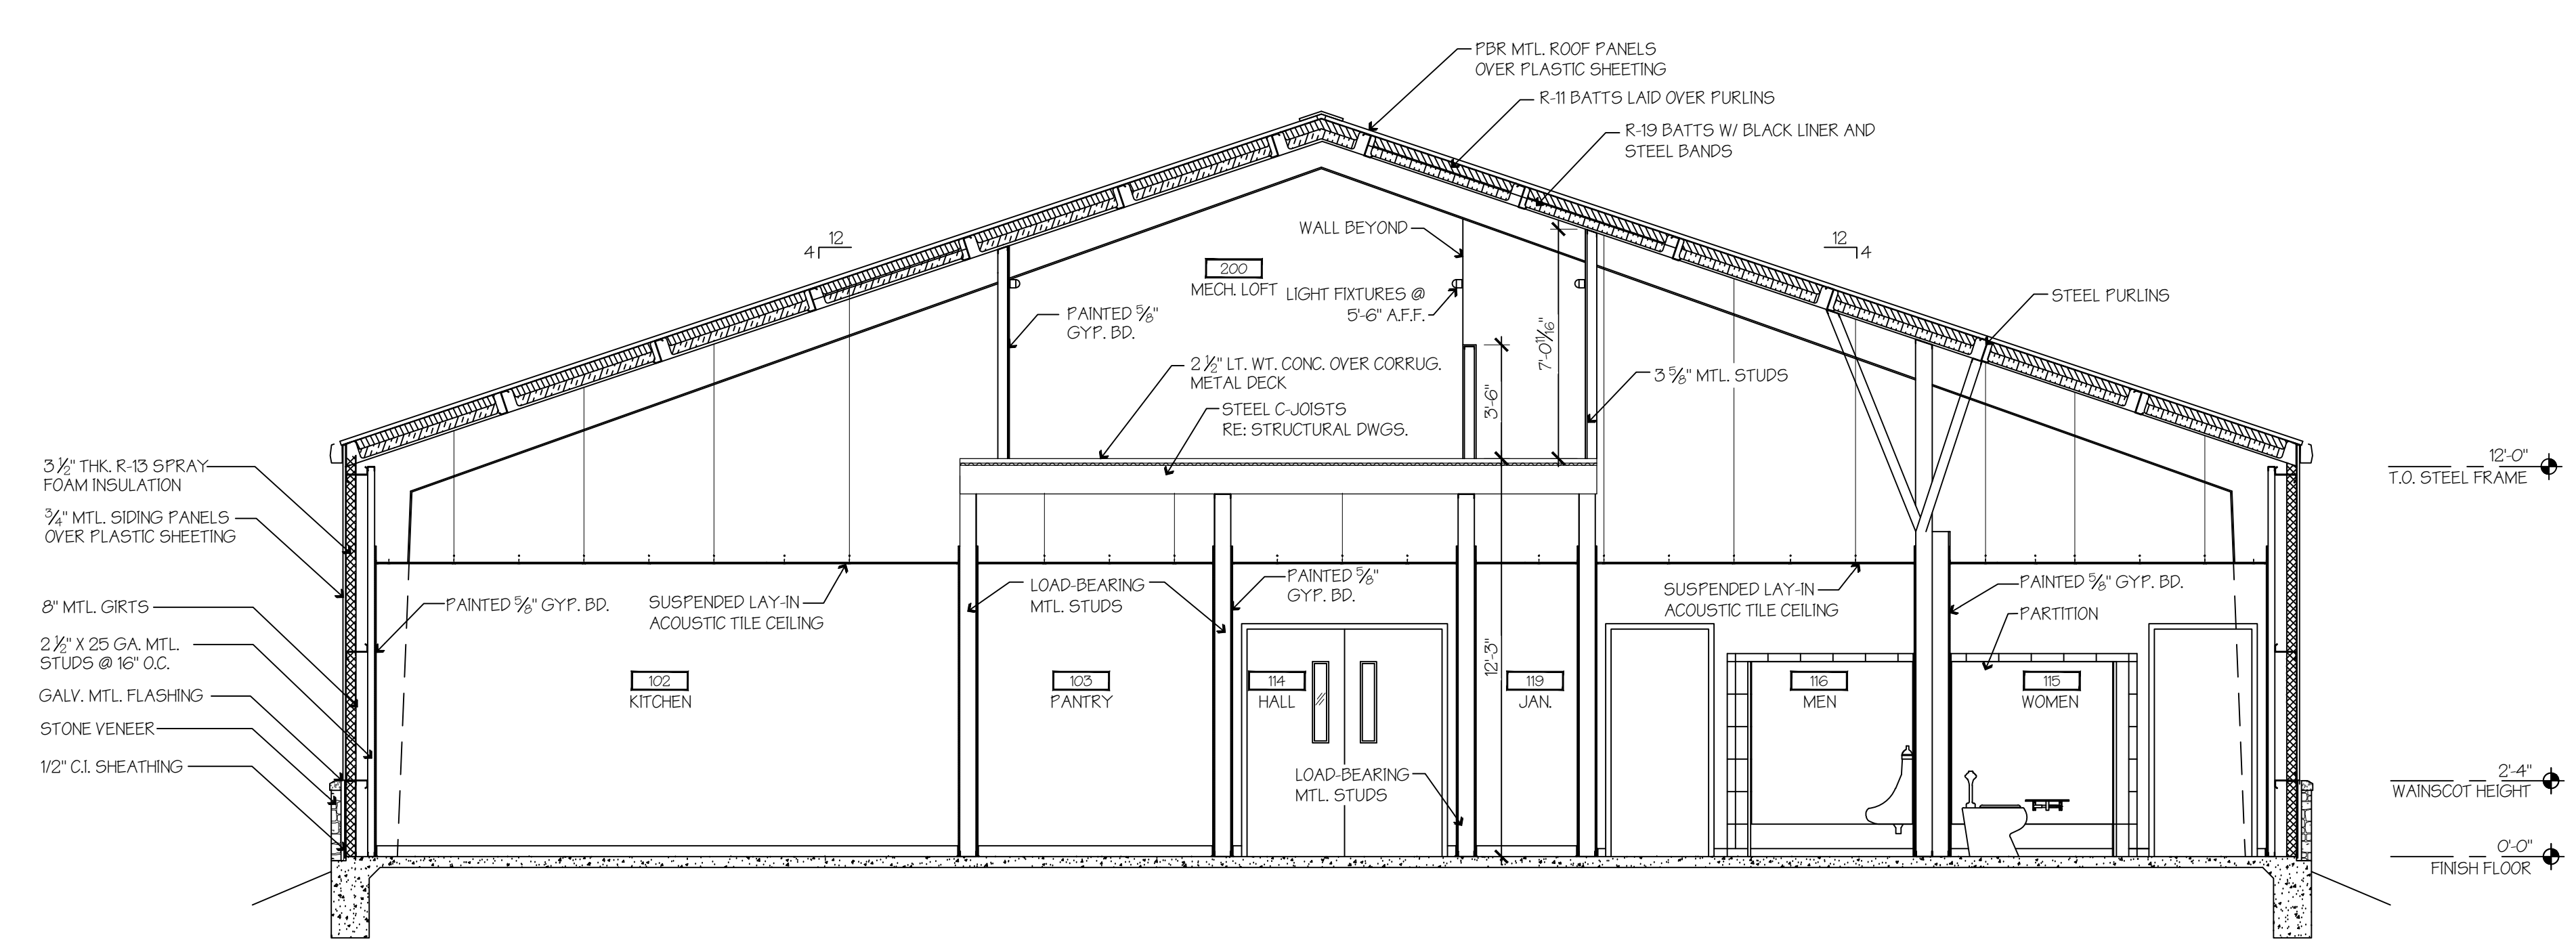 PBR MTL. ROOF PANELS
OVER PLASTIC SHEETING
R-11 BATTS LAID OVER PURLINS
R-19 BATTS W/ BLACK LINER AND
STEEL BANDS
WALL BEYOND
12
4
12
4
200
MECH. LOFT
LIGHT FIXTURES @
5'-6" A.F.F.
STEEL PURLINS
PAINTED 5/8"
GYP. BD.
7'-0 11/16"
2 1/2" LT. WT. CONC. OVER CORRUG.
METAL DECK
3 5/8" MTL. STUDS
3'-6"
STEEL C-JOISTS
RE: STRUCTURAL DWGS.
3 1/2" THK. R-13 SPRAY
FOAM INSULATION
12'-0"
T.O. STEEL FRAME
3/4" MTL. SIDING PANELS
OVER PLASTIC SHEETING
8" MTL. GIRTS
PAINTED 5/8" GYP. BD.
SUSPENDED LAY-IN
ACOUSTIC TILE CEILING
LOAD-BEARING
MTL. STUDS
PAINTED 5/8"
GYP. BD.
SUSPENDED LAY-IN
ACOUSTIC TILE CEILING
PAINTED 5/8" GYP. BD.
PARTITION
2 1/2" X 25 GA. MTL.
STUDS @ 16" O.C.
12'-3"
GALV. MTL. FLASHING
102
KITCHEN
103
PANTRY
114
HALL
119
JAN.
116
MEN
115
WOMEN
STONE VENEER
1/2" C.I. SHEATHING
LOAD-BEARING
MTL. STUDS
2'-4"
WAINSCOT HEIGHT
0'-0"
FINISH FLOOR